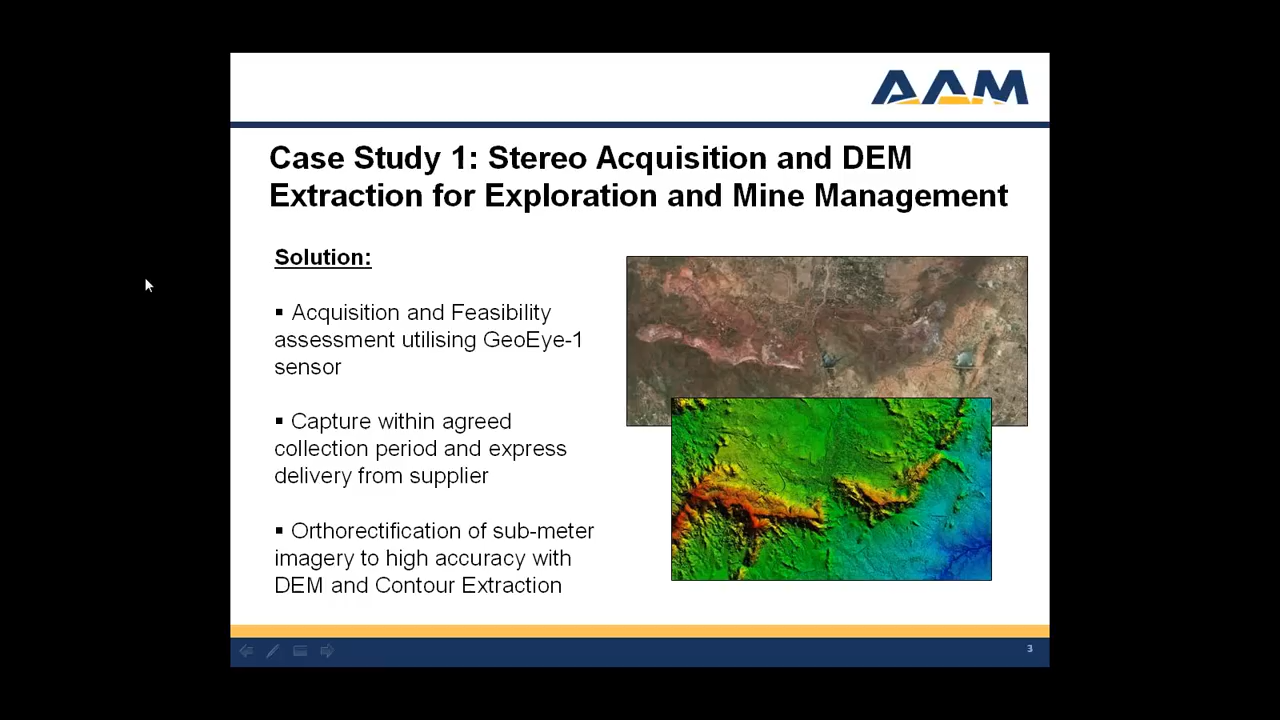 AAM
Case Study 1: Stereo Acquisition and DEM
Extraction for Exploration and Mine Management
Solution:
▪ Acquisition and Feasibility
assessment utilising GeoEye-1
sensor
▪ Capture within agreed
collection period and express
delivery from supplier
▪ Orthorectification of sub-meter
imagery to high accuracy with
DEM and Contour Extraction
3